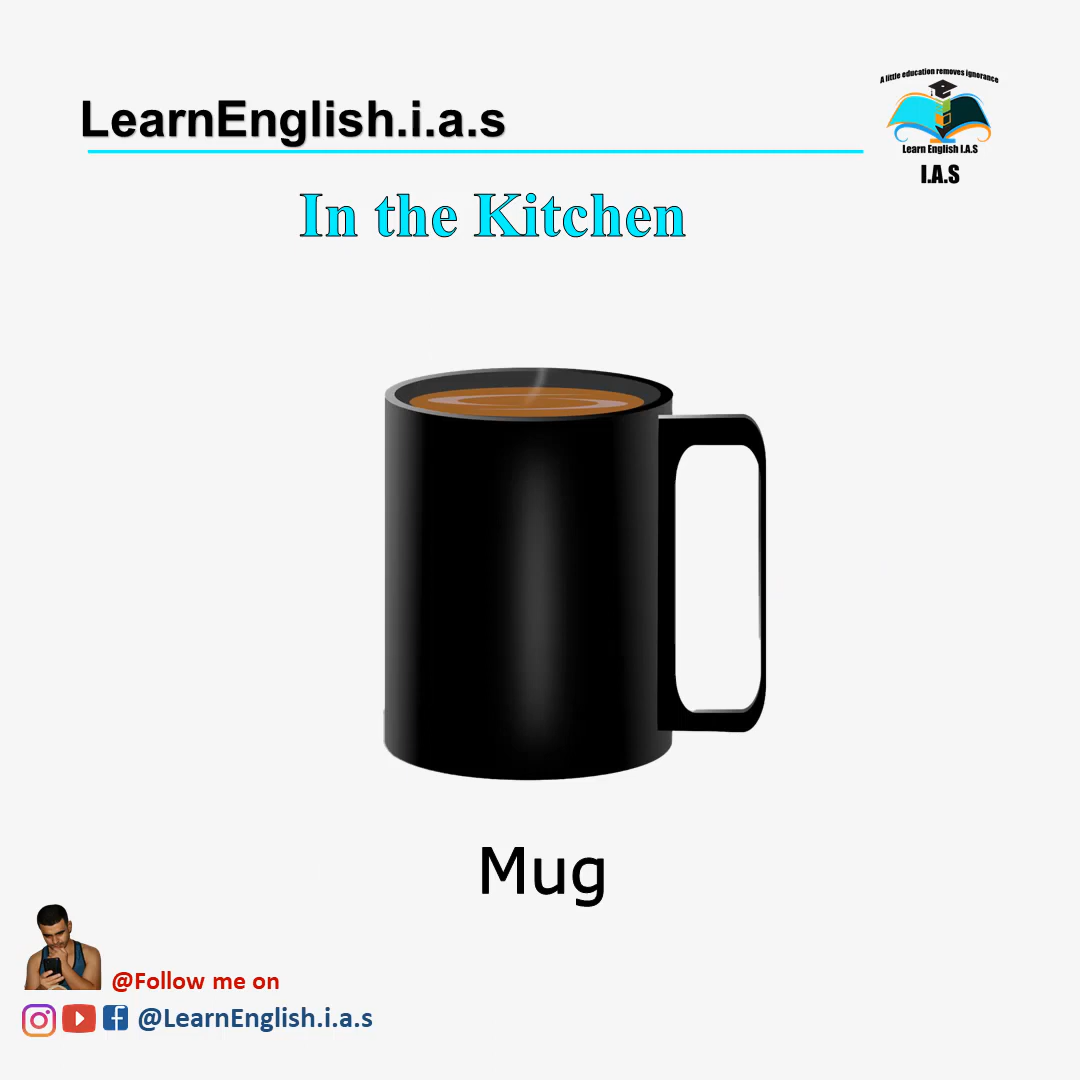 A little education removes ignorance
LearnEnglish.i.a.s
Learn English I.A.S
I.A.S
In the Kitchen
Mug
@Follow me on
@LearnEnglish.i.a.s